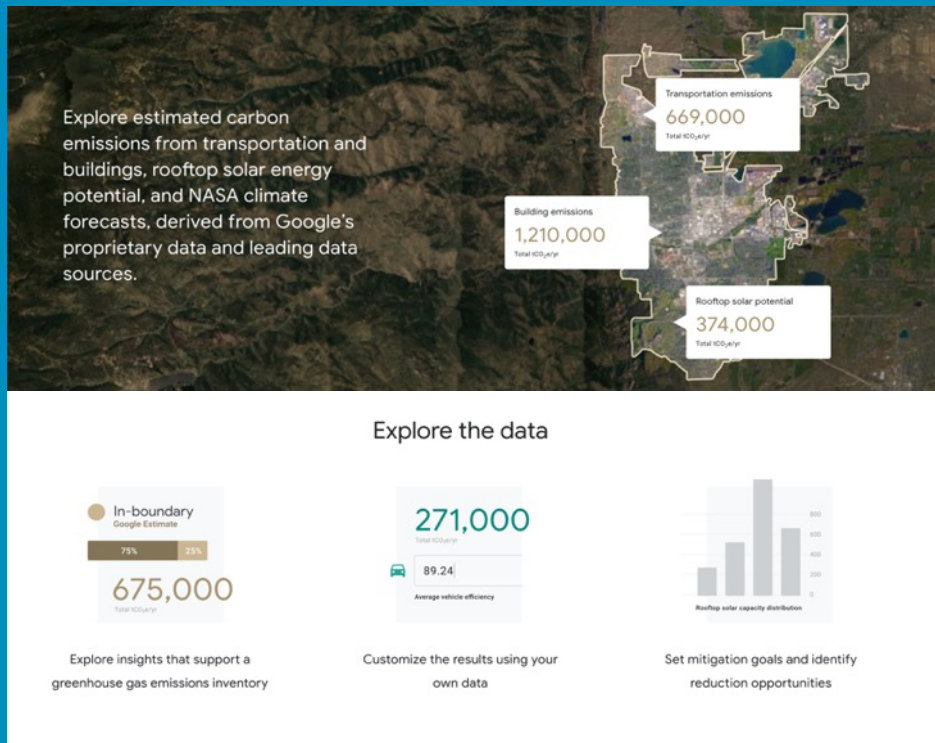 Explore estimated carbon
emissions from transportation and
buildings, rooftop solar energy
potential, and NASA climate
forecasts, derived from Google's
proprietary data and leading data
sources.
Transportation emissions
669,000
Total tCO₂e/yr
Building emissions
1,210,000
Total tCO₂e/yr
Rooftop solar potential
374,000
Total tCO₂e/yr
Explore the data
In-boundary
Google Estimate
75% 25%
675,000
Total tCO₂e/yr
Explore insights that support a
greenhouse gas emissions inventory
271,000
Total tCO₂e/yr
89.24
Average vehicle efficiency
Customize the results using your
own data
800
600
400
200
0
Rooftop solar capacity distribution
Set mitigation goals and identify
reduction opportunities